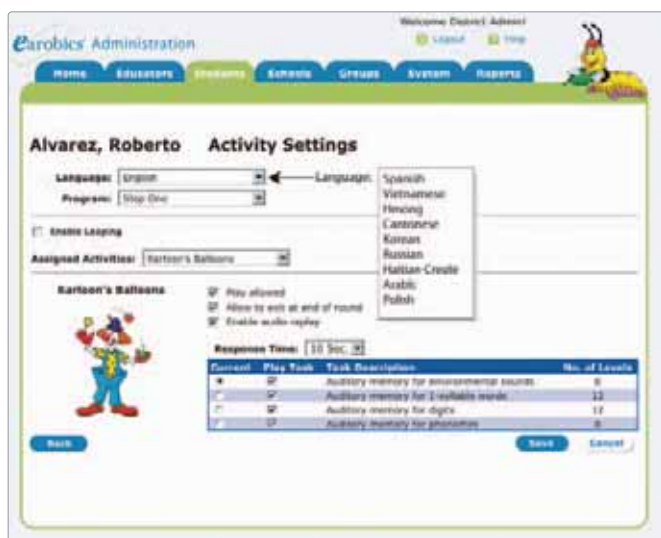 Welcome District Admin!
earobics Administration
Logout Help
Home Educators Students Schools Groups System Reports
Alvarez, Roberto Activity Settings
Language: English Language: Spanish
Vietnamese
Program: Step One Hmong
Cantonese
Korean
Enable Looping Russian
Haitian-Creole
Assigned Activities: Kartoon's Balloons Arabic
Polish
Kartoon's Balloons Play allowed
Allow to exit at end of round
Enable audio replay
Response Time: 10 Sec.
Current Play Task Task Description No. of Levels
Auditory memory for environmental sounds
Auditory memory for 1-syllable words 12
Auditory memory for digits 12
Auditory memory for phonemes
Back Save Cancel